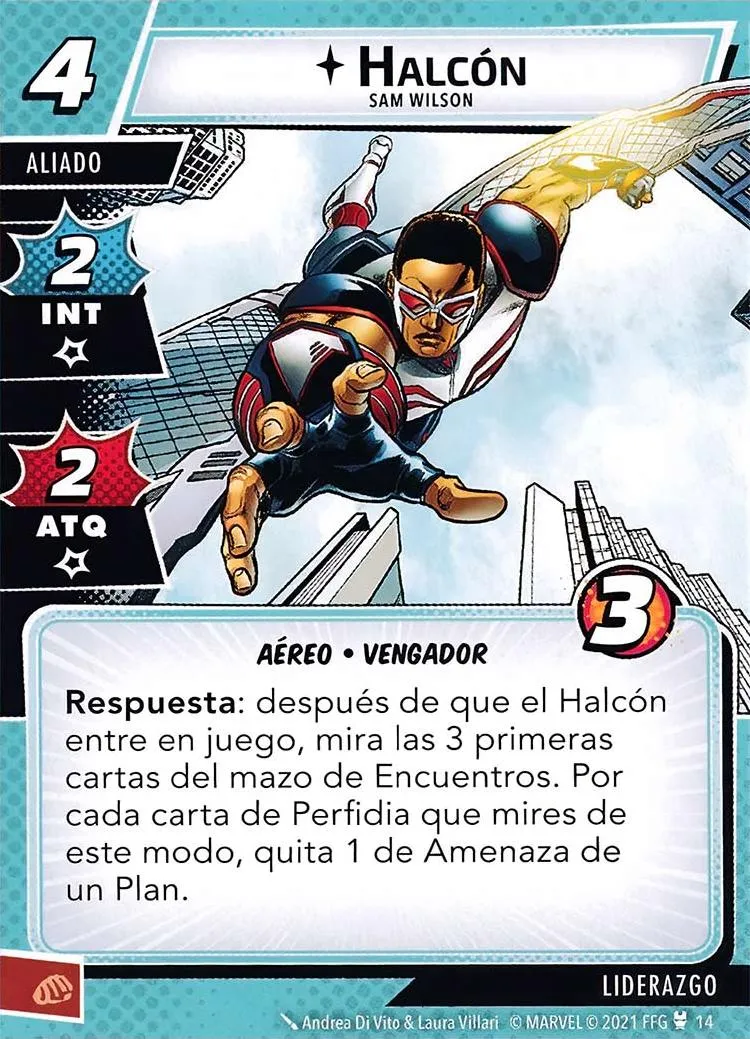 4
HALCÓN
SAM WILSON
ALIADO
2
INT
2
ATQ
3
AÉREO • VENGADOR
Respuesta: después de que el Halcón
entre en juego, mira las 3 primeras
cartas del mazo de Encuentros. Por
cada carta de Perfidia que mires de
este modo, quita 1 de Amenaza de
un Plan.
LIDERAZGO
Andrea Di Vito & Laura Villari © MARVEL © 2021 FFG 14